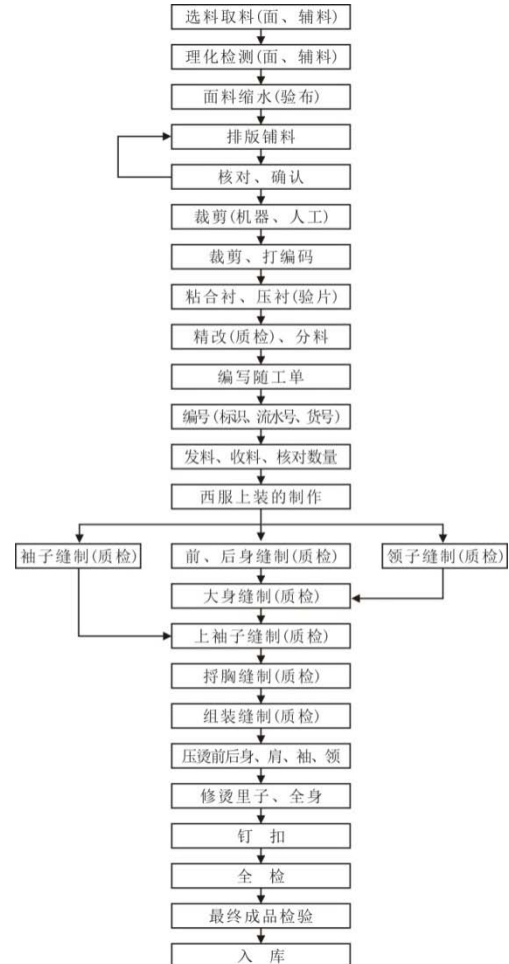 选料取料(面、辅料)
理化检测(面、辅料)
面料缩水(验布)
排版铺料
核对、确认
裁剪(机器、人工)
裁剪、打编码
粘合衬、压衬(验片)
精改(质检)、分料
编写随工单
编号(标识、流水号、货号)
发料、收料、核对数量
西服上装的制作
袖子缝制(质检)
前、后身缝制(质检)
领子缝制(质检)
大身缝制(质检)
上袖子缝制(质检)
捋胸缝制(质检)
组装缝制(质检)
压烫前后身、肩、袖、领
修烫里子、全身
钉 扣
全 检
最终成品检验
入 库